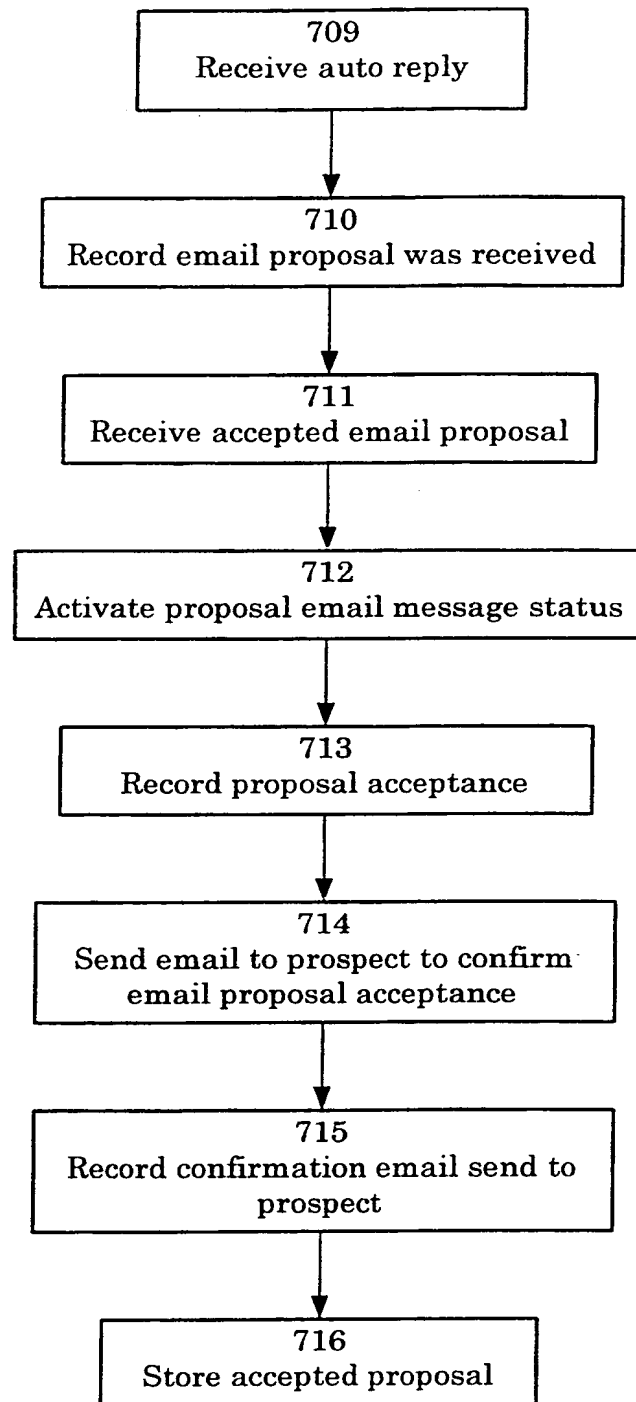 709
Receive auto reply
710
Record email proposal was received
711
Receive accepted email proposal
712
Activate proposal email message status
713
Record proposal acceptance
714
Send email to prospect to confirm
email proposal acceptance
715
Record confirmation email send to
prospect
716
Store accepted proposal